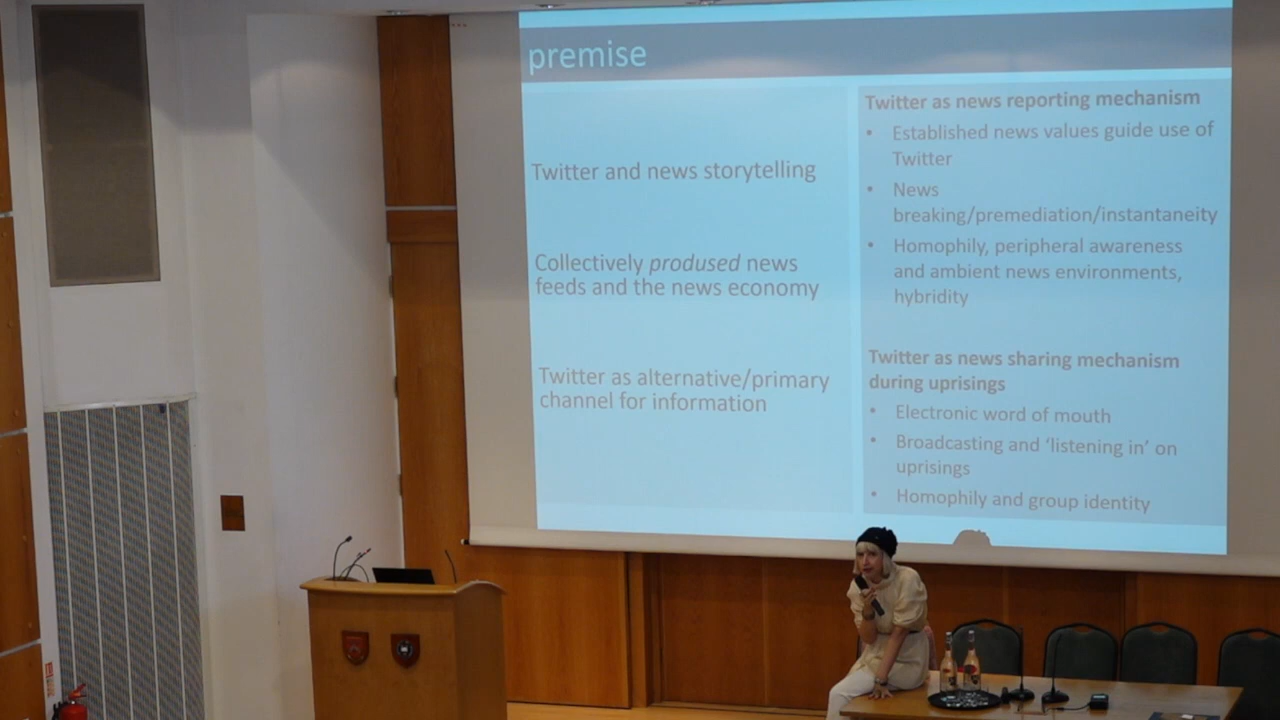 premise
Twitter and news storytelling
Collectively prodused news
feeds and the news economy
Twitter as alternative/primary
channel for information
Twitter as news reporting mechanism
• Established news values guide use of
Twitter
• News
breaking/premediation/instantaneity
• Homophily, peripheral awareness
and ambient news environments,
hybridity
Twitter as news sharing mechanism
during uprisings
• Electronic word of mouth
• Broadcasting and ‘listening in’ on
uprisings
• Homophily and group identity